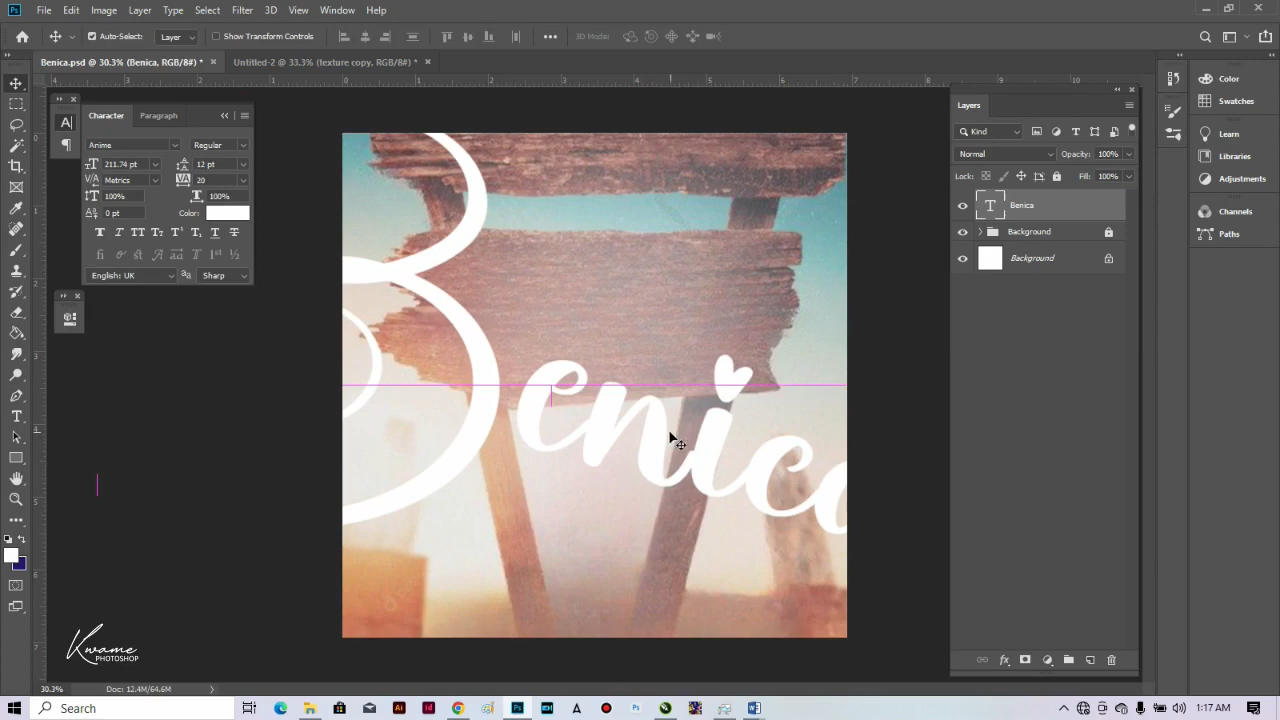 File Edit Image Layer Type Select Filter 3D View Window Help
Auto-Select: Layer Show Transform Controls 3D Model:
Benica.psd @ 30.3% (Benica, RGB/8#) * Untitled-2 @ 33.3% (texture copy, RGB/8#) *
Character Paragraph
Anime Regular
211.74 pt 12 pt
Metrics 20
100% 100%
0 pt Color:
English: UK Sharp
Benica
Layers
Kind
Normal Opacity: 100%
Lock: Fill: 100%
Benica
Background
Background
Color
Swatches
Learn
Libraries
Adjustments
Channels
Paths
Kwame
PHOTOSHOP
30.3% Doc: 12.4M/64.6M
Search
1:17 AM